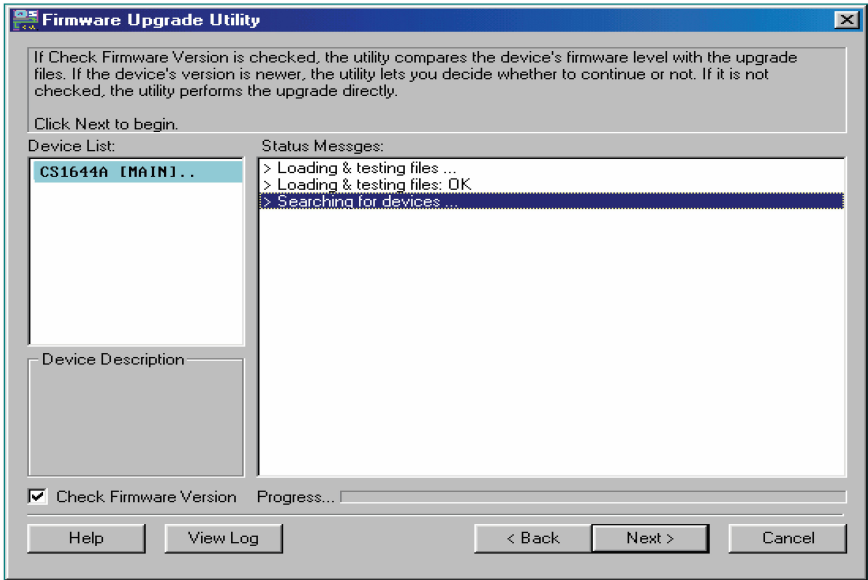 Firmware Upgrade Utility
If Check Firmware Version is checked, the utility compares the device's firmware level with the upgrade
files. If the device's version is newer, the utility lets you decide whether to continue or not. If it is not
checked, the utility performs the upgrade directly.
Click Next to begin.
Device List:
CS1644A [MAIN]..
Status Messges:
> Loading & testing files ...
> Loading & testing files: OK
> Searching for devices ...
Device Description
Check Firmware Version
Progress...
Help
View Log
< Back
Next >
Cancel